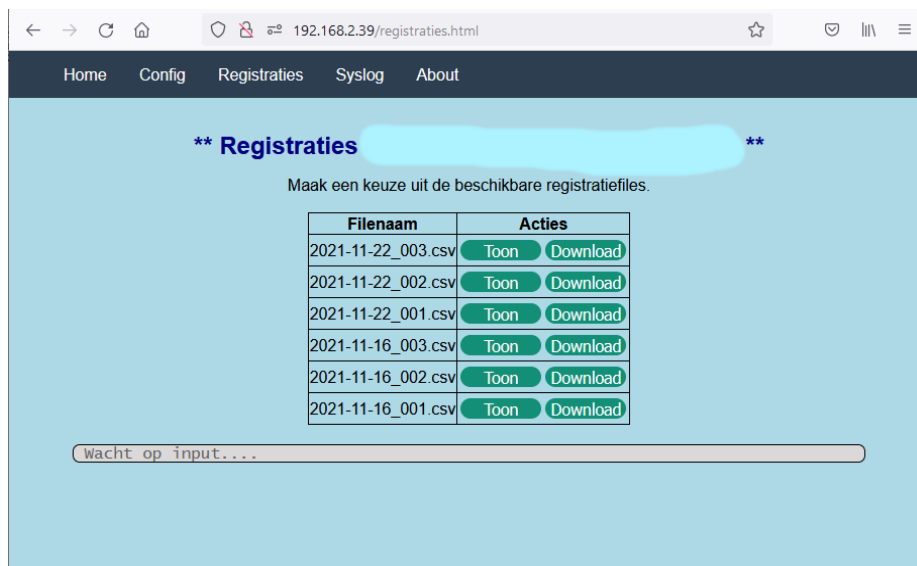 192.168.2.39/registraties.html
Home Config Registraties Syslog About
** Registraties **
Maak een keuze uit de beschikbare registratiefiles.
Filenaam Acties
2021-11-22_003.csv Toon Download
2021-11-22_002.csv Toon Download
2021-11-22_001.csv Toon Download
2021-11-16_003.csv Toon Download
2021-11-16_002.csv Toon Download
2021-11-16_001.csv Toon Download
Wacht op input....